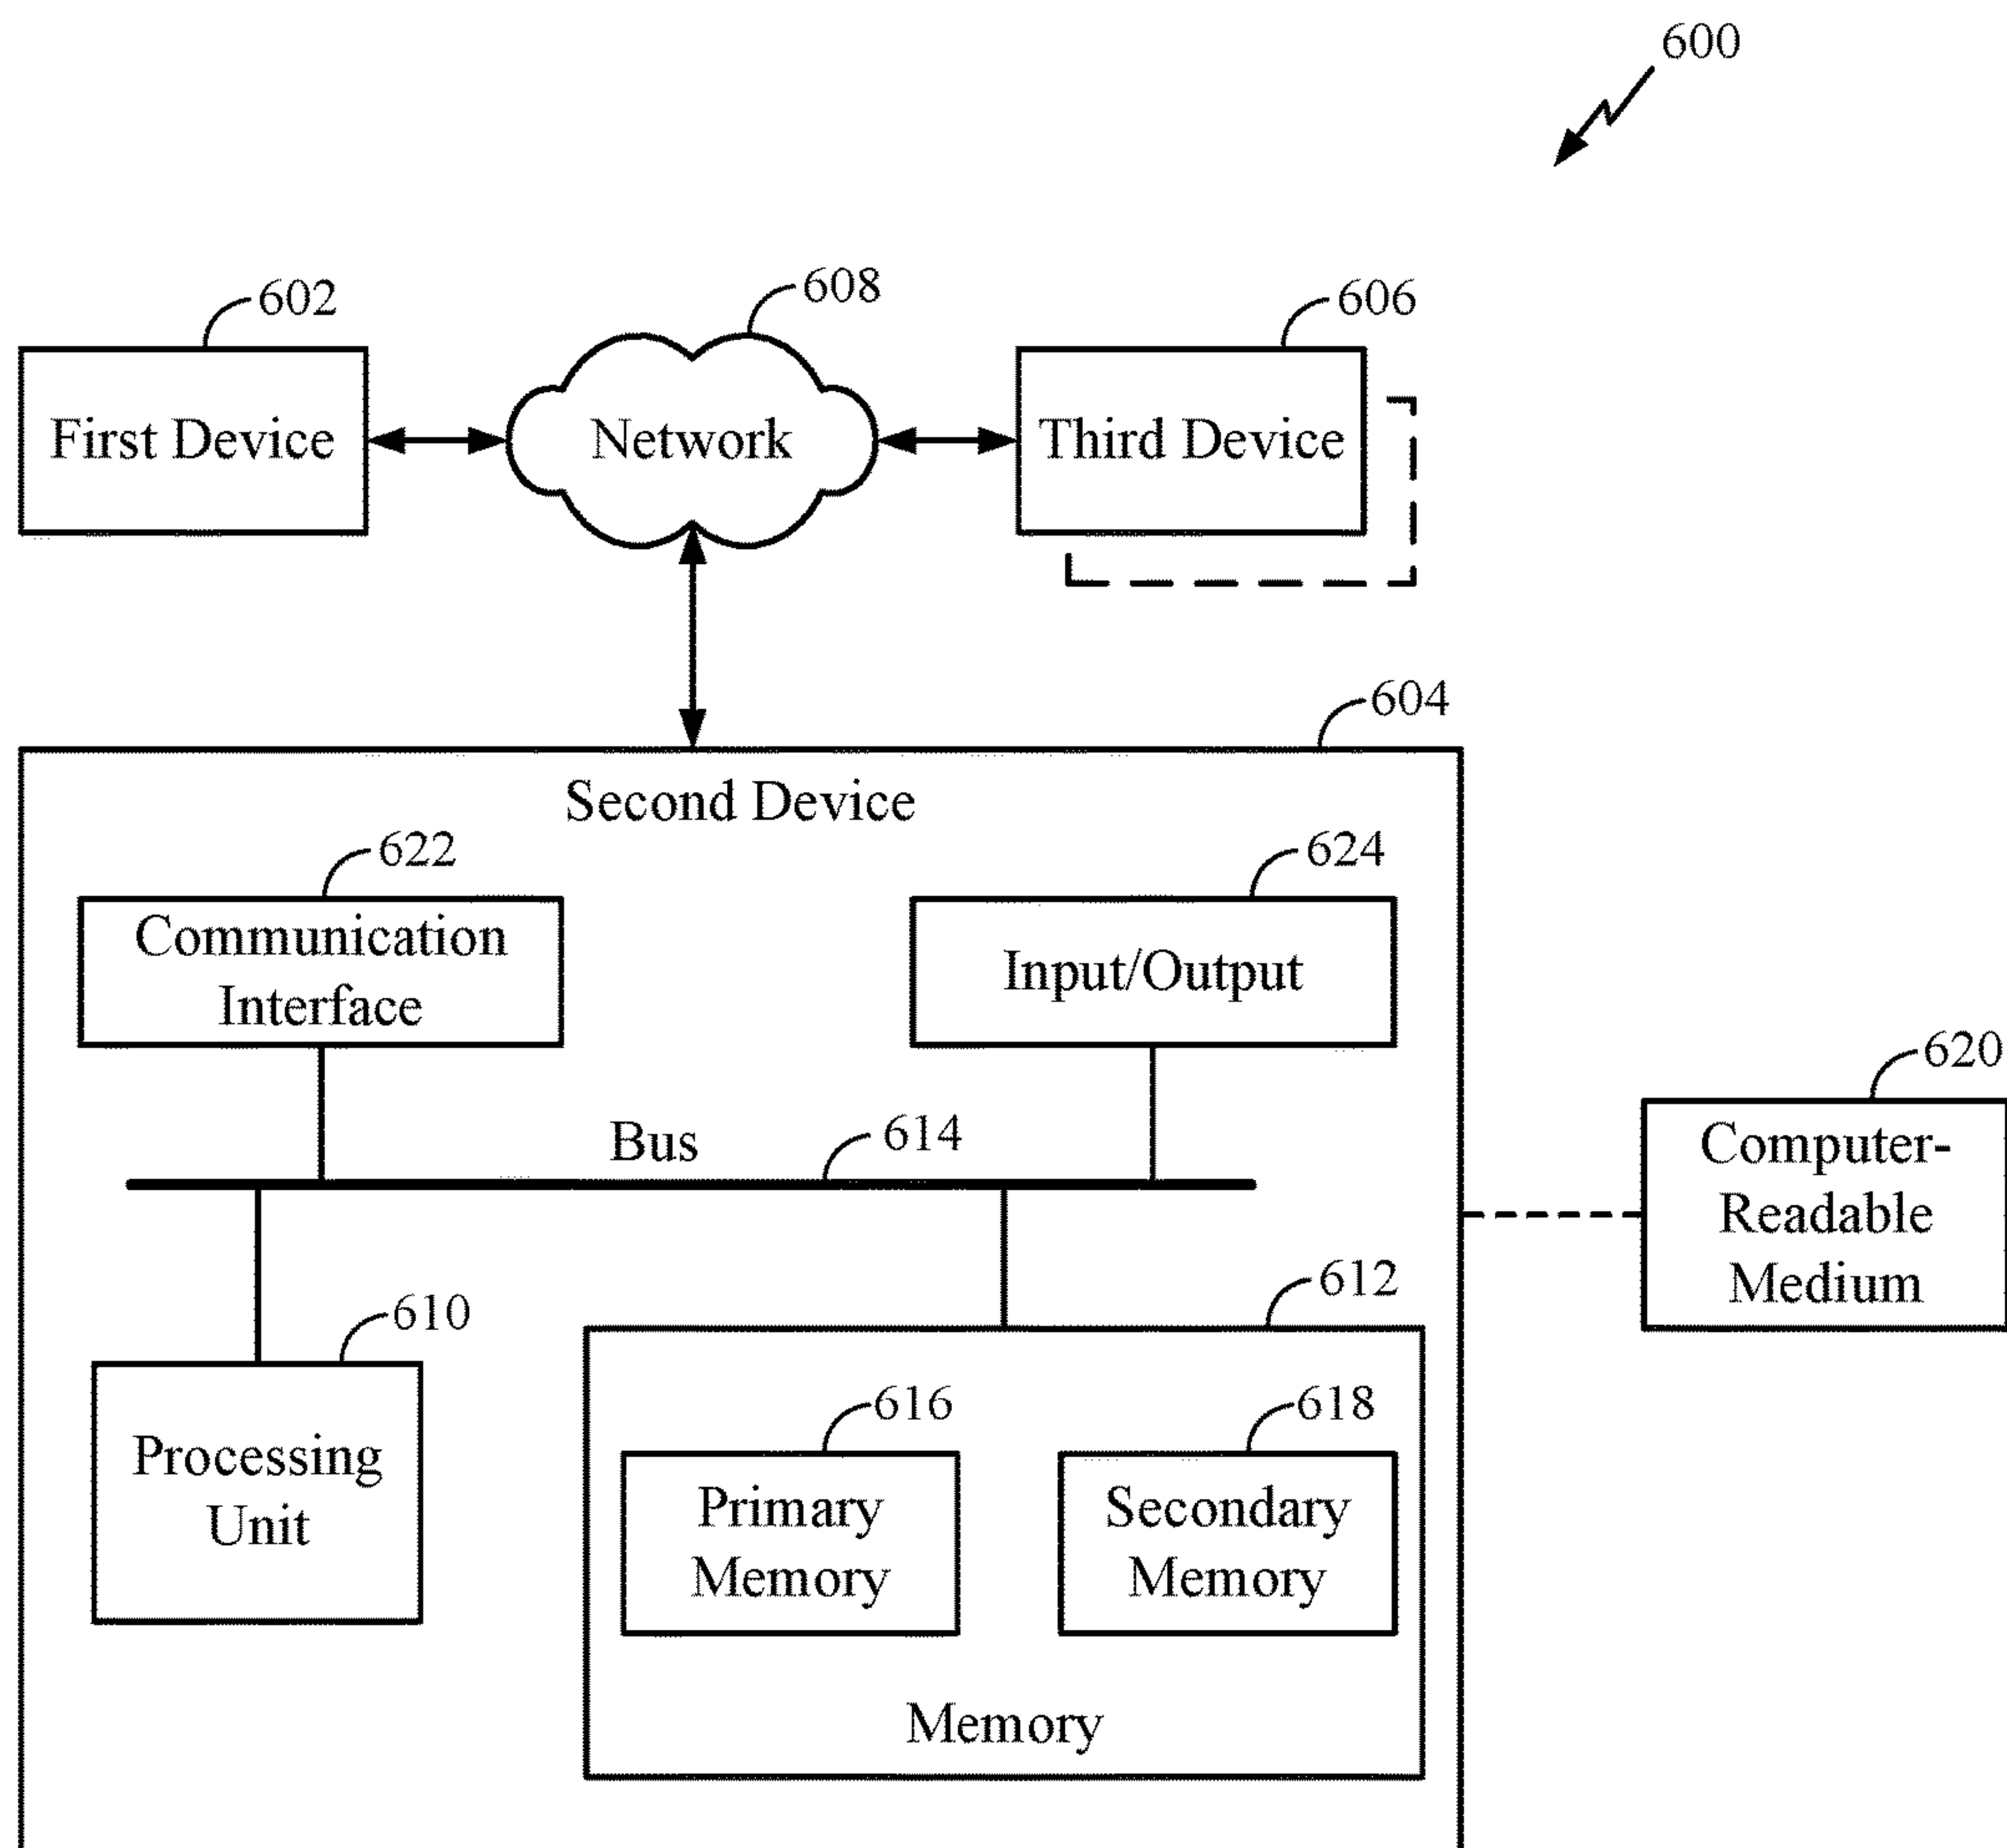 600
602
608
606
First Device
Network
Third Device
604
Second Device
622
624
Communication
Interface
Input/Output
620
Bus
614
Computer-
Readable
Medium
612
610
616
618
Processing
Unit
Primary
Memory
Secondary
Memory
Memory